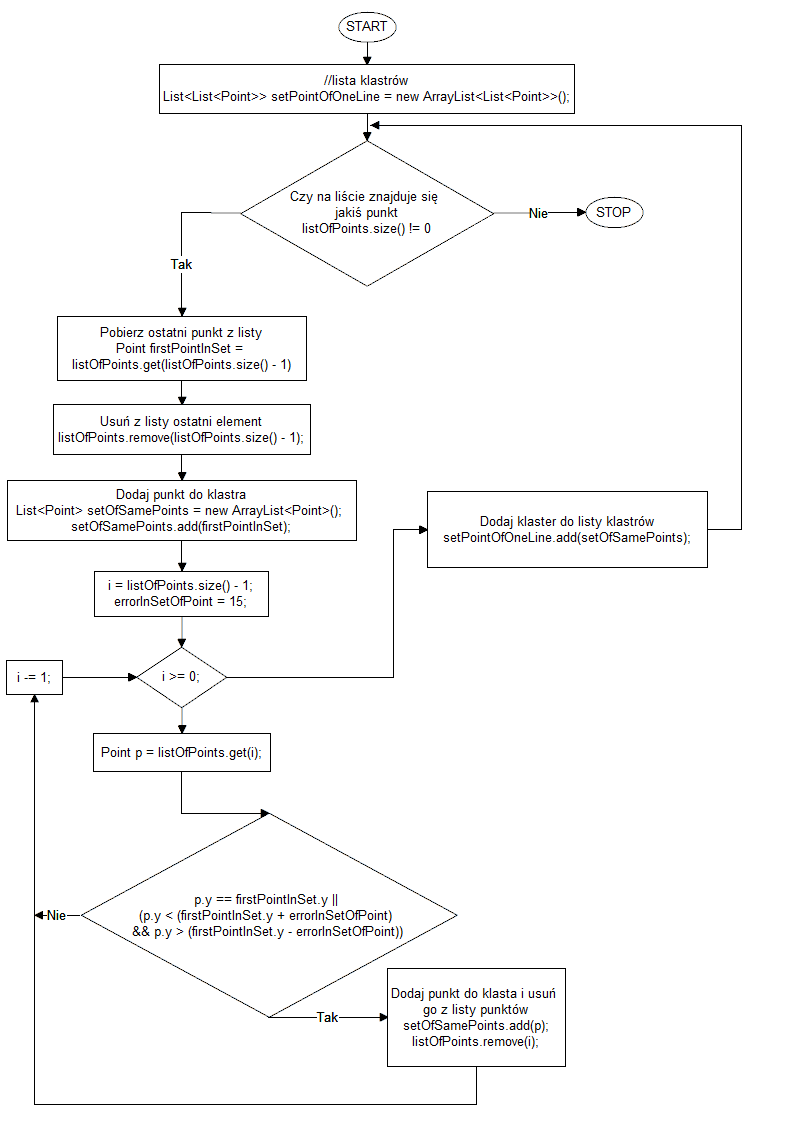 START
//lista klastrów
List<List<Point>> setPointOfOneLine = new ArrayList<List<Point>>();
Czy na liście znajduje się
jakiś punkt
listOfPoints.size() != 0
Nie
STOP
Tak
Pobierz ostatni punkt z listy
Point firstPointInSet =
listOfPoints.get(listOfPoints.size() - 1)
Usuń z listy ostatni element
listOfPoints.remove(listOfPoints.size() - 1);
Dodaj punkt do klastra
List<Point> setOfSamePoints = new ArrayList<Point>();
setOfSamePoints.add(firstPointInSet);
Dodaj klaster do listy klastrów
setPointOfOneLine.add(setOfSamePoints);
i = listOfPoints.size() - 1;
errorInSetOfPoint = 15;
i -= 1;
i >= 0;
Point p = listOfPoints.get(i);
p.y == firstPointInSet.y ||
(p.y < (firstPointInSet.y + errorInSetOfPoint)
&& p.y > (firstPointInSet.y - errorInSetOfPoint))
Nie
Tak
Dodaj punkt do klasta i usuń
go z listy punktów
setOfSamePoints.add(p);
listOfPoints.remove(i);